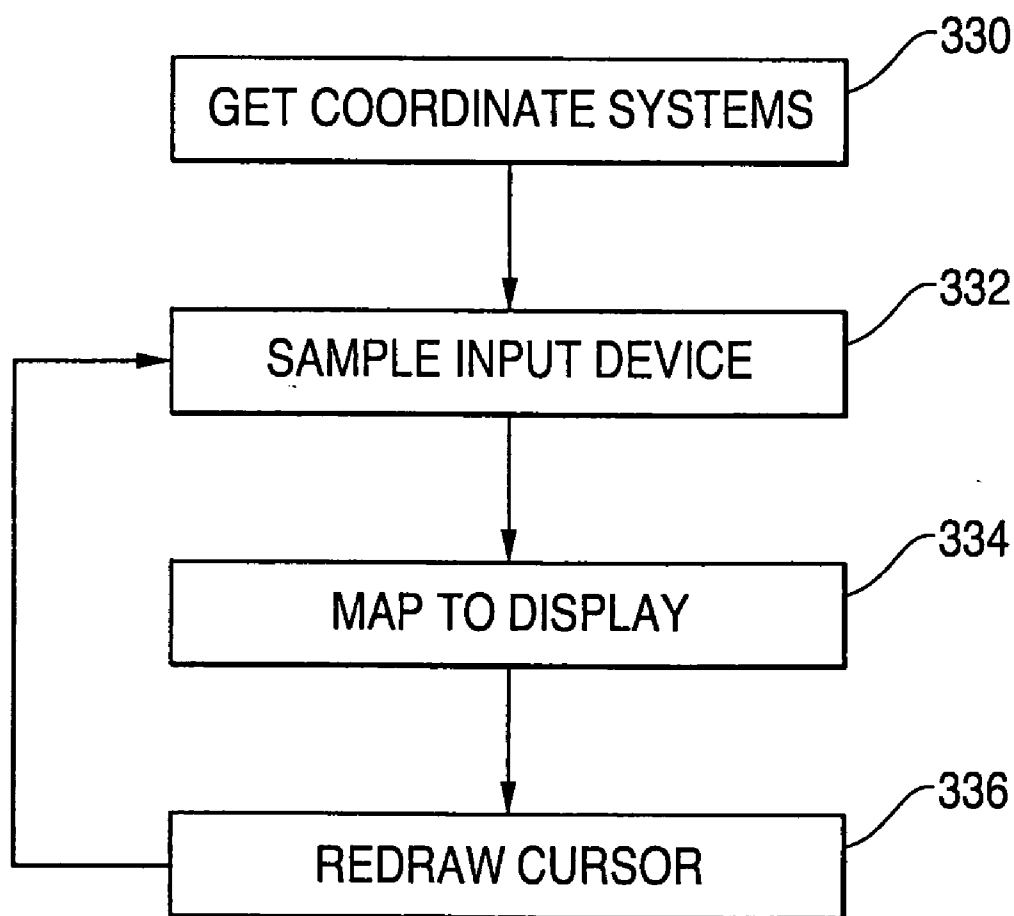 330
GET COORDINATE SYSTEMS
332
SAMPLE INPUT DEVICE
334
MAP TO DISPLAY
336
REDRAW CURSOR